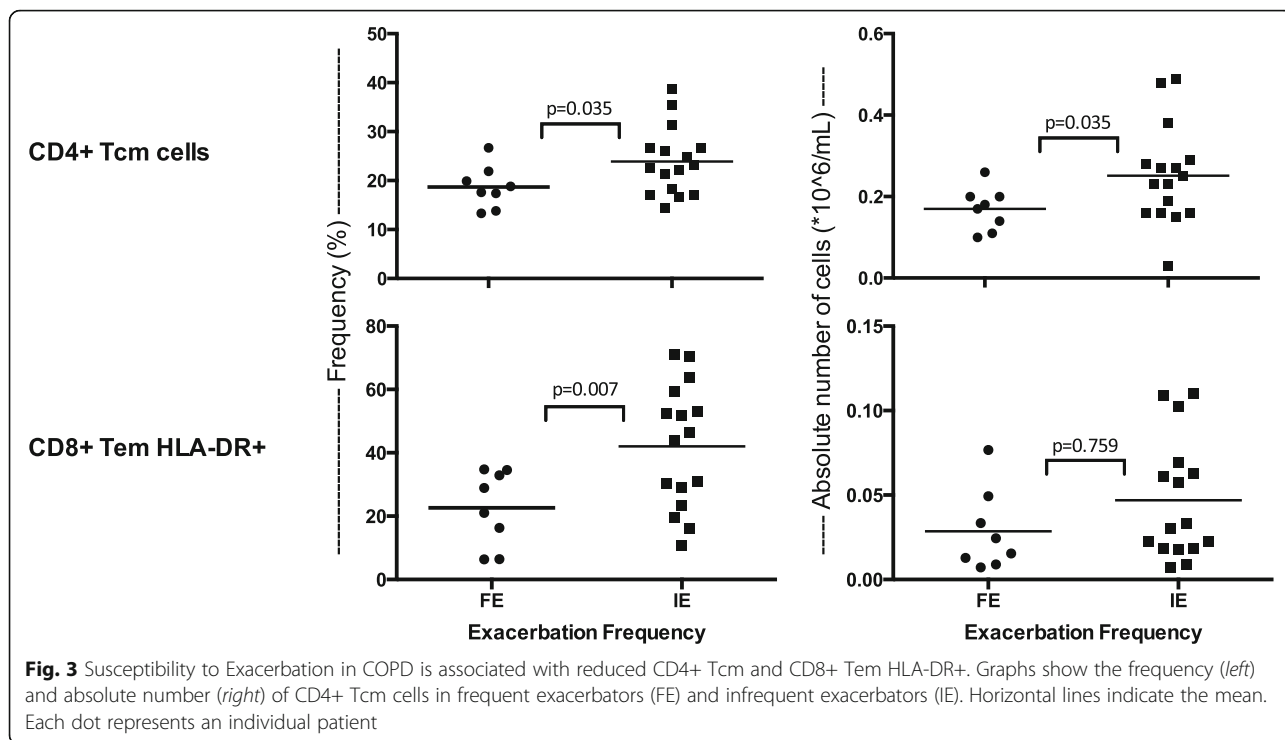 50
40
30
20
10
0
p=0.035
CD4+ Tcm cells
0.6
0.4
0.2
0.0
p=0.035
Frequency (%)
Absolute number of cells (*10^6/mL)
80
60
40
20
0
p=0.007
CD8+ Tem HLA-DR+
FE IE
Exacerbation Frequency
0.15
0.10
0.05
0.00
p=0.759
FE IE
Exacerbation Frequency
Fig. 3 Susceptibility to Exacerbation in COPD is associated with reduced CD4+ Tcm and CD8+ Tem HLA-DR+. Graphs show the frequency (left)
and absolute number (right) of CD4+ Tcm cells in frequent exacerbators (FE) and infrequent exacerbators (IE). Horizontal lines indicate the mean.
Each dot represents an individual patient